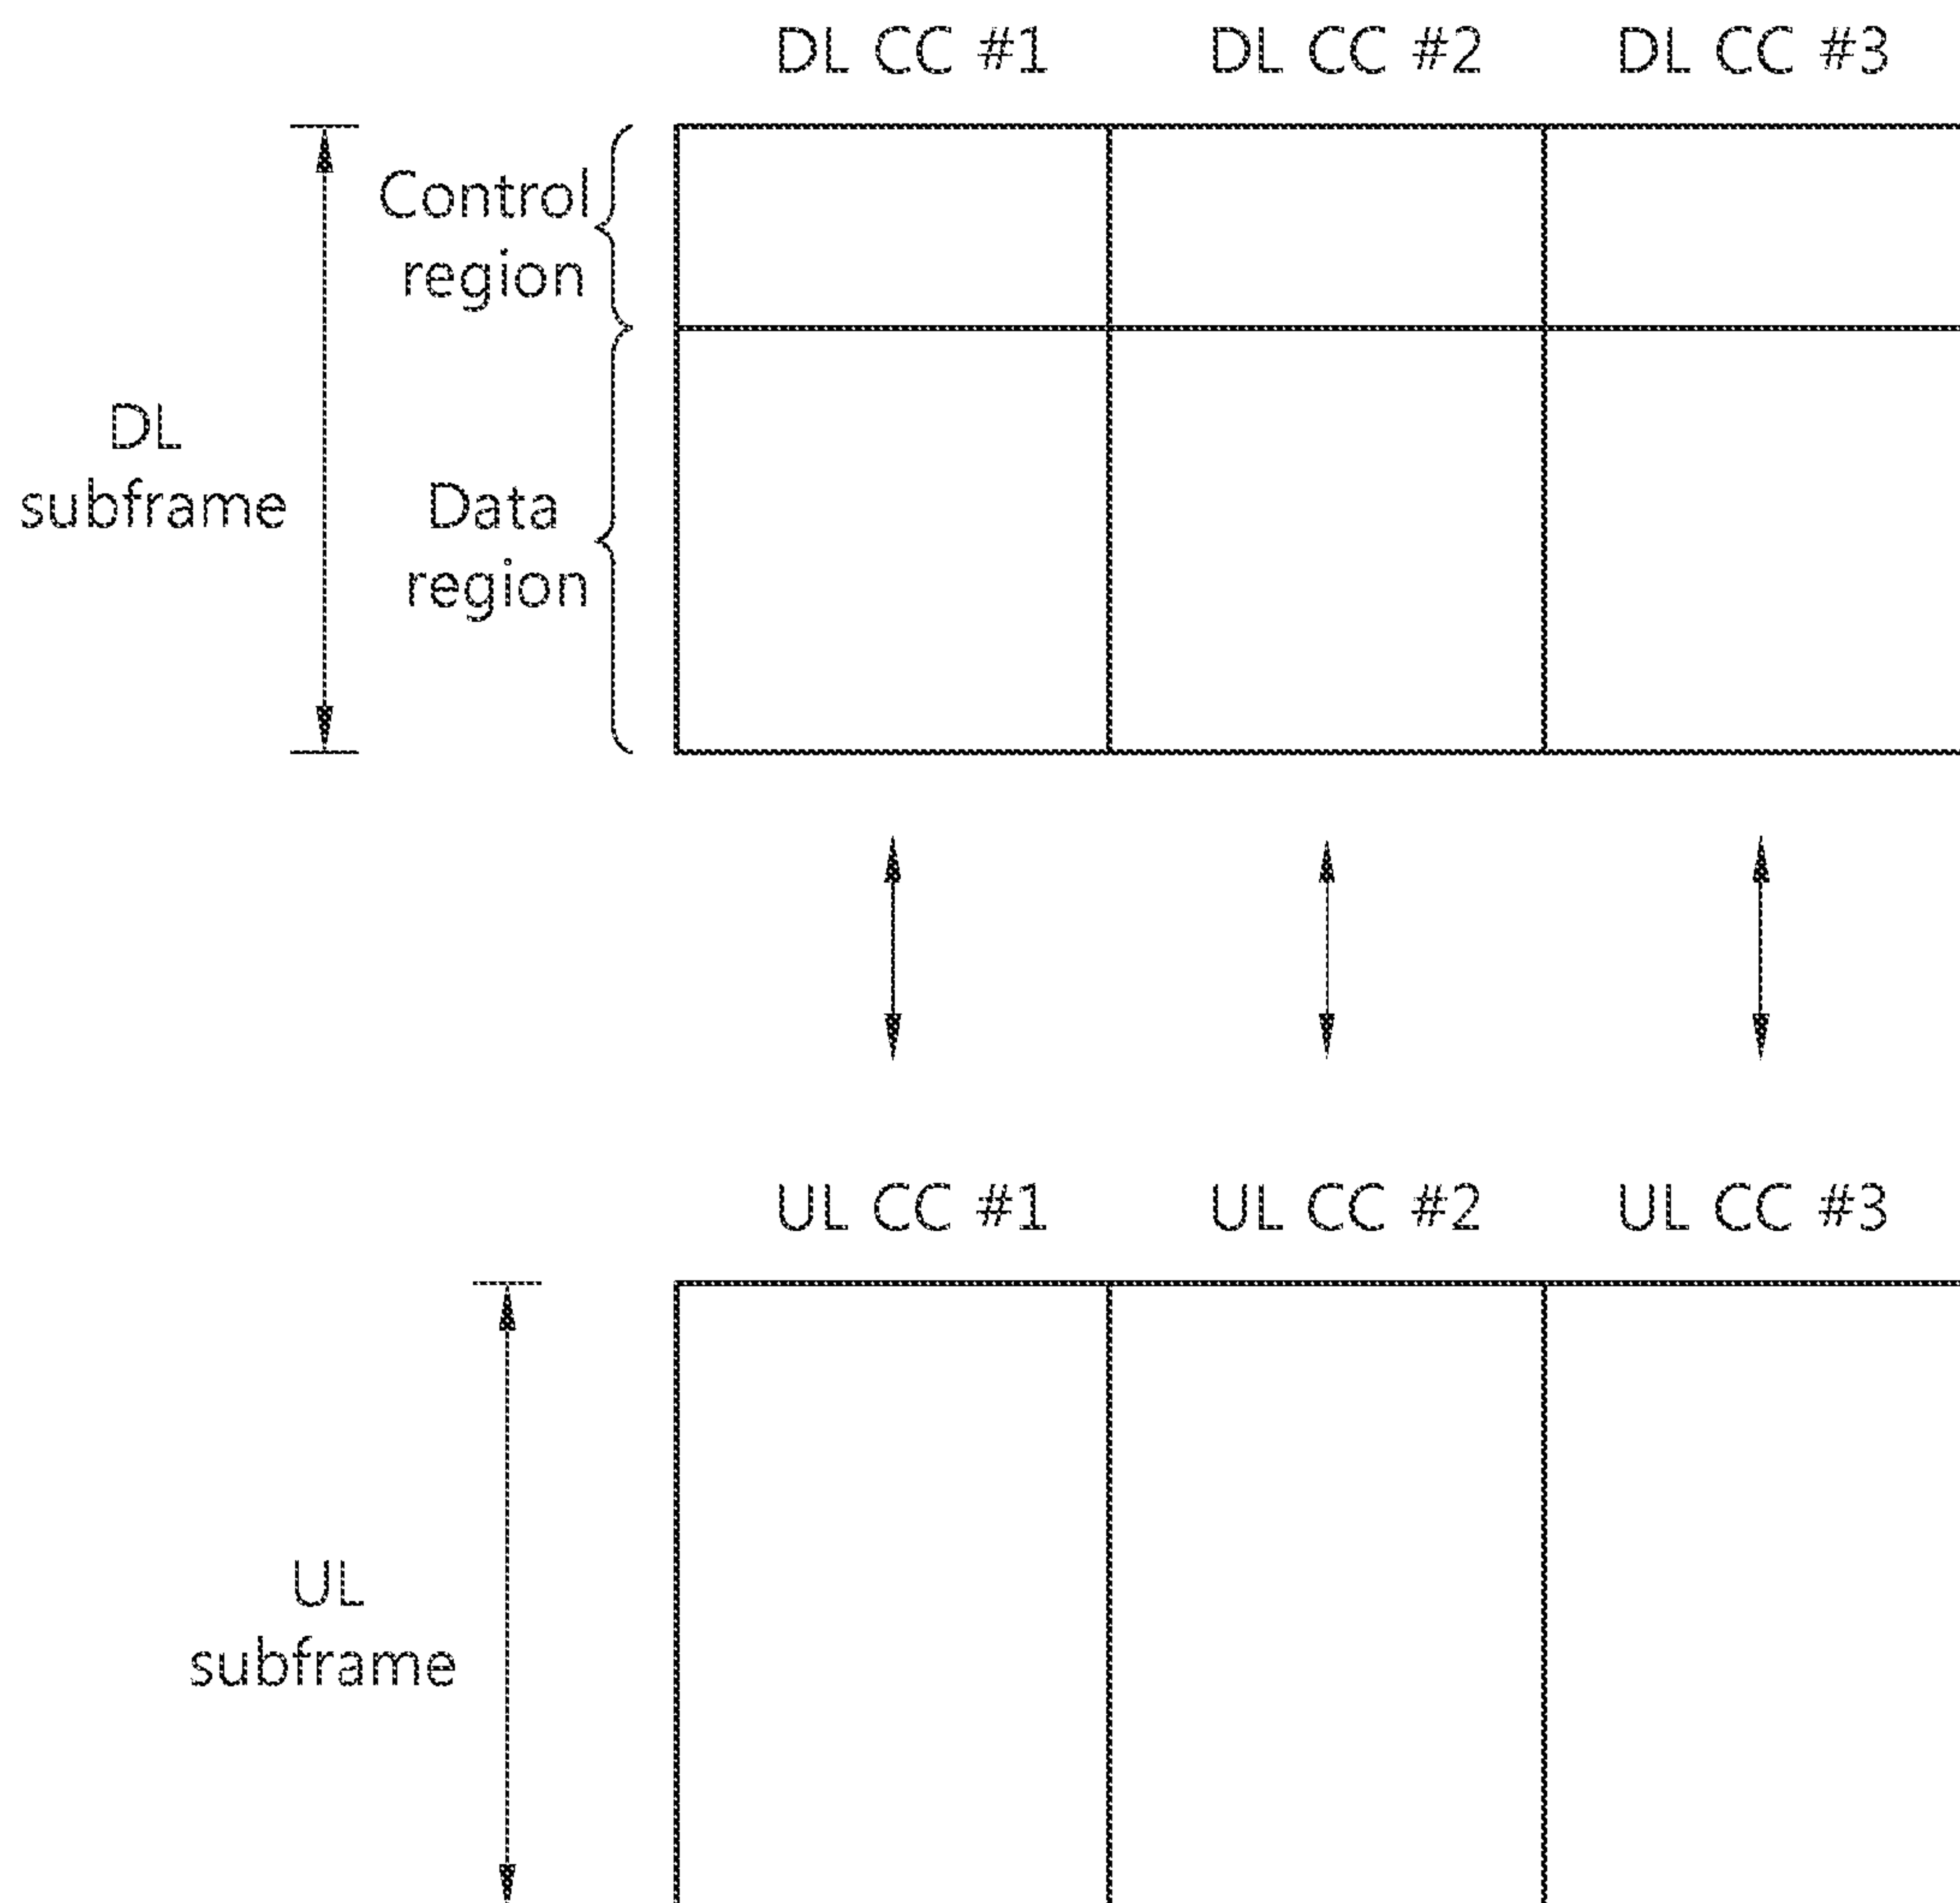 DL CC #1
DL CC #2
DL CC #3
Control
region
DL
subframe
Data
region
UL CC #1
UL CC #2
UL CC #3
UL
subframe